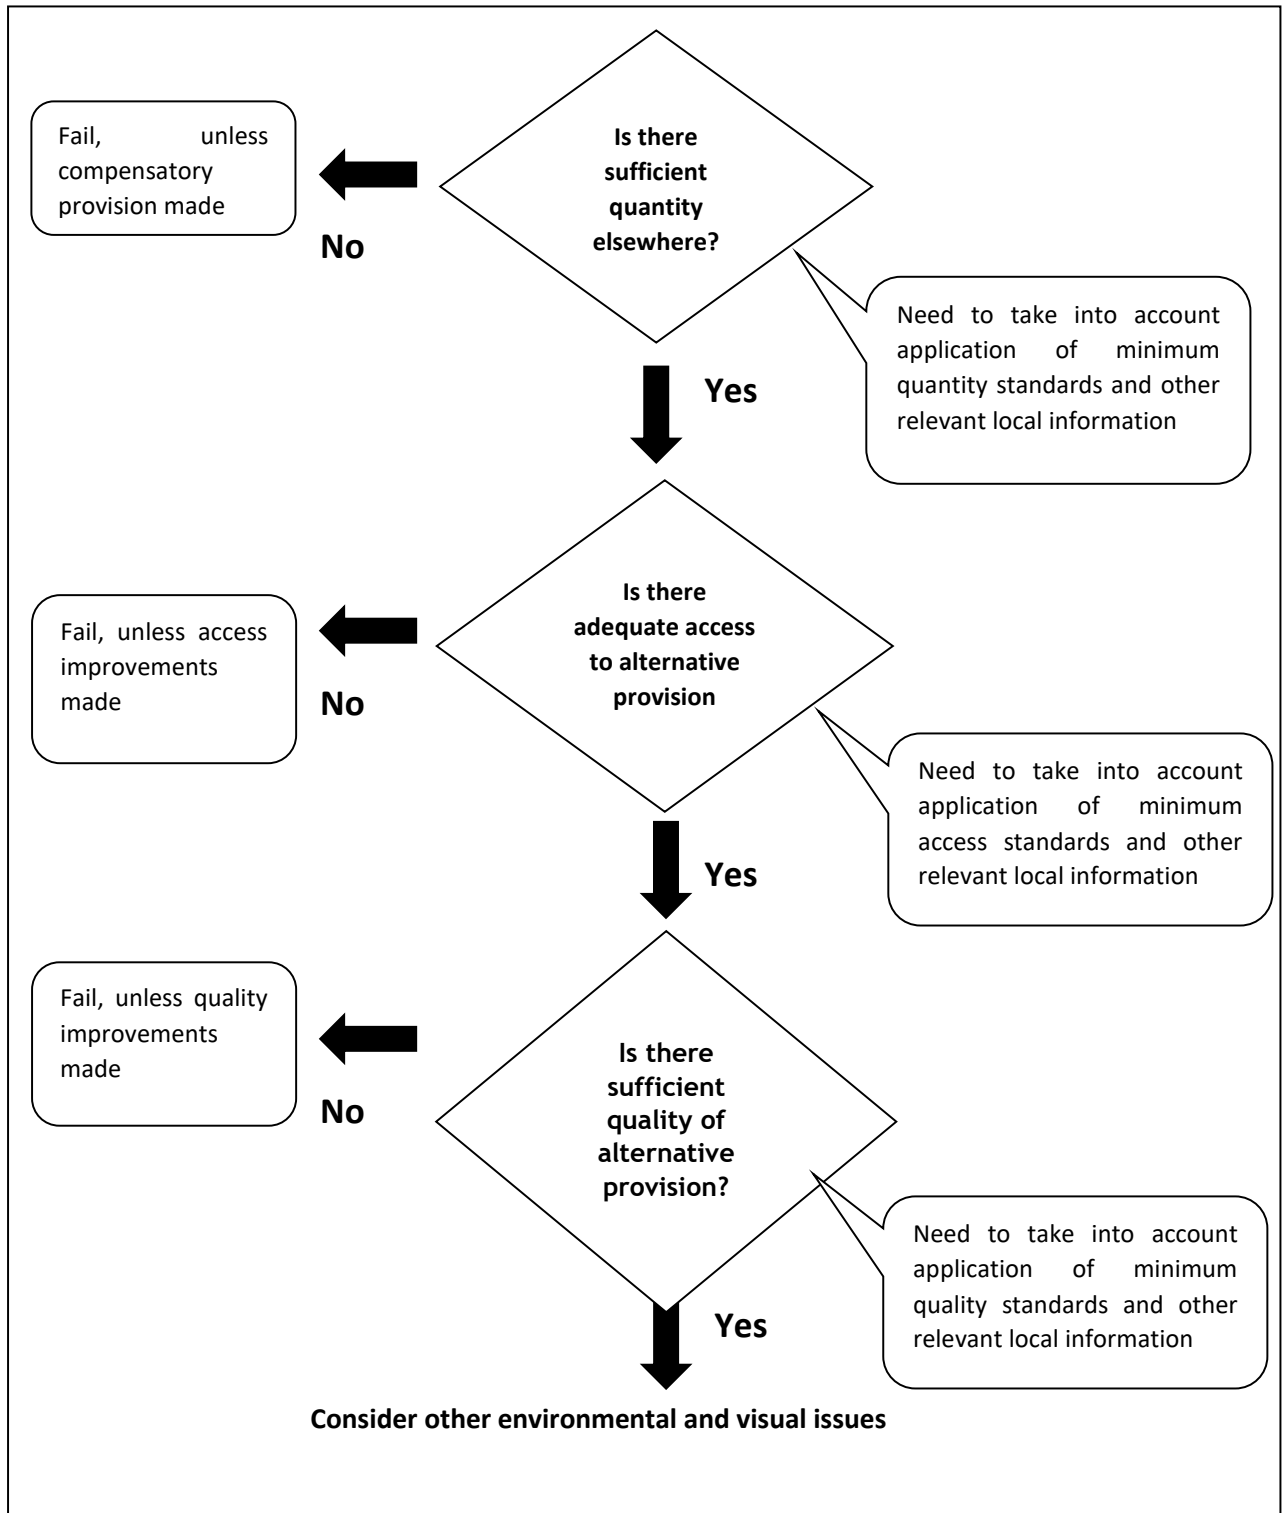 Is there
sufficient
quantity
elsewhere?
Fail, unless
compensatory
provision made
No
Need to take into account
application of minimum
quantity standards and other
relevant local information
Yes
Is there
adequate access
to alternative
provision
Fail, unless access
improvements
made
No
Need to take into account
application of minimum
access standards and other
relevant local information
Yes
Is there
sufficient
quality of
alternative
provision?
Fail, unless quality
improvements
made
No
Need to take into account
application of minimum
quality standards and other
relevant local information
Yes
Consider other environmental and visual issues